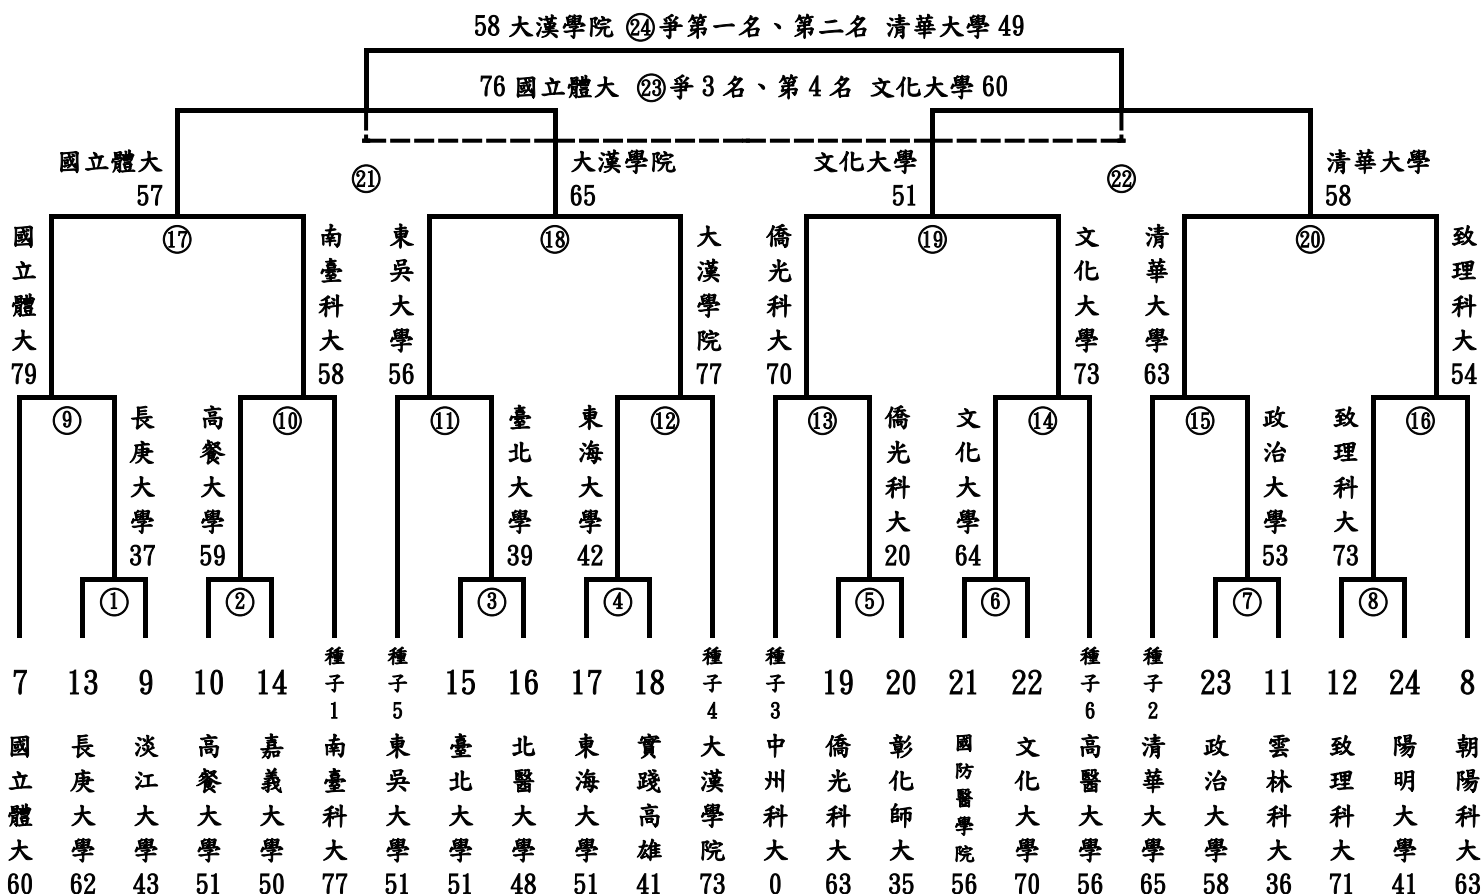 58 大漢學院 ㉔爭第一名、第二名 清華大學 49
76 國立體大 ㉓爭 3 名、第 4 名 文化大學 60
國立體大
57
㉑
大漢學院
65
文化大學
51
㉒
清華大學
58
國立體大
79
⑰
南臺科大
58
東吳大學
56
⑱
大漢學院
77
僑光科大
70
⑲
文化大學
73
清華大學
63
⑳
致理科大
54
⑨
長庚大學
37
高餐大學
59
⑩
⑪
臺北大學
39
東海大學
42
⑫
⑬
僑光科大
20
文化大學
64
⑭
⑮
政治大學
53
致理科大
73
⑯
① ② ③ ④ ⑤ ⑥ ⑦ ⑧
7
國立體大
60
13
長庚大學
62
9
淡江大學
43
10
高餐大學
51
14
嘉義大學
50
種子1
南臺科大
77
種子5
東吳大學
51
15
臺北大學
51
16
北醫大學
48
17
東海大學
51
18
實踐高雄
41
種子4
大漢學院
73
種子3
中州科大
0
19
僑光科大
63
20
彰化師大
35
21
國防醫學院
56
22
文化大學
70
種子6
高醫大學
56
種子2
清華大學
65
23
政治大學
58
11
雲林科大
36
12
致理科大
71
24
陽明大學
41
8
朝陽科大
63